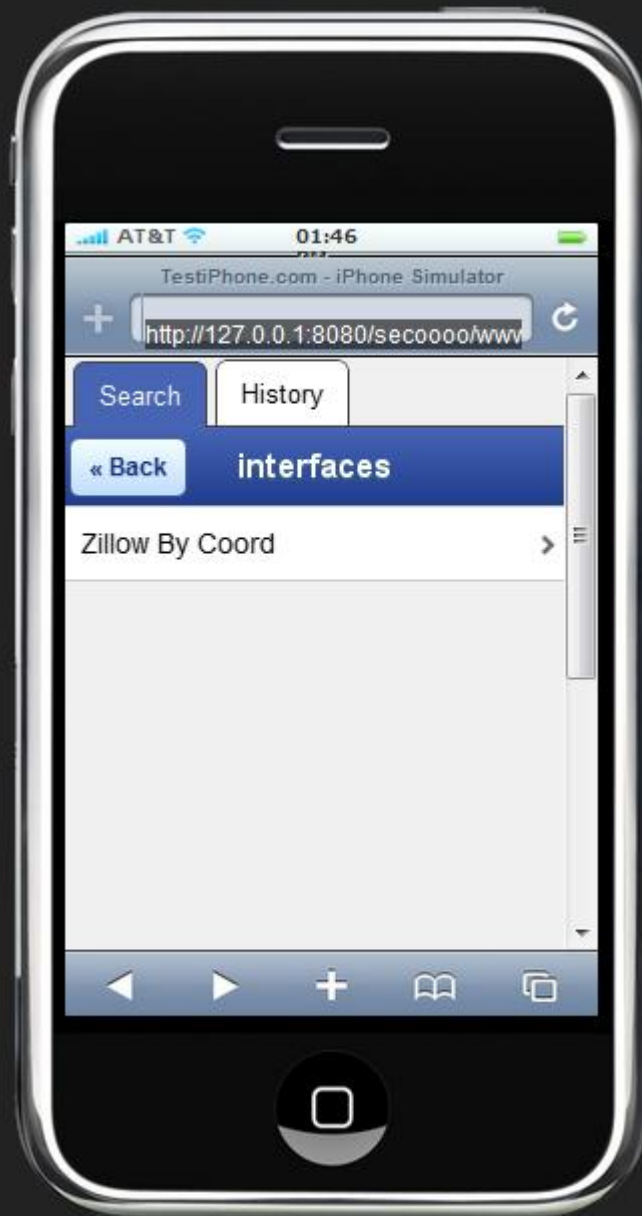 AT&T 01:46
TestiPhone.com - iPhone Simulator
http://127.0.0.1:8080/secoooo/www
Search History
« Back interfaces
Zillow By Coord